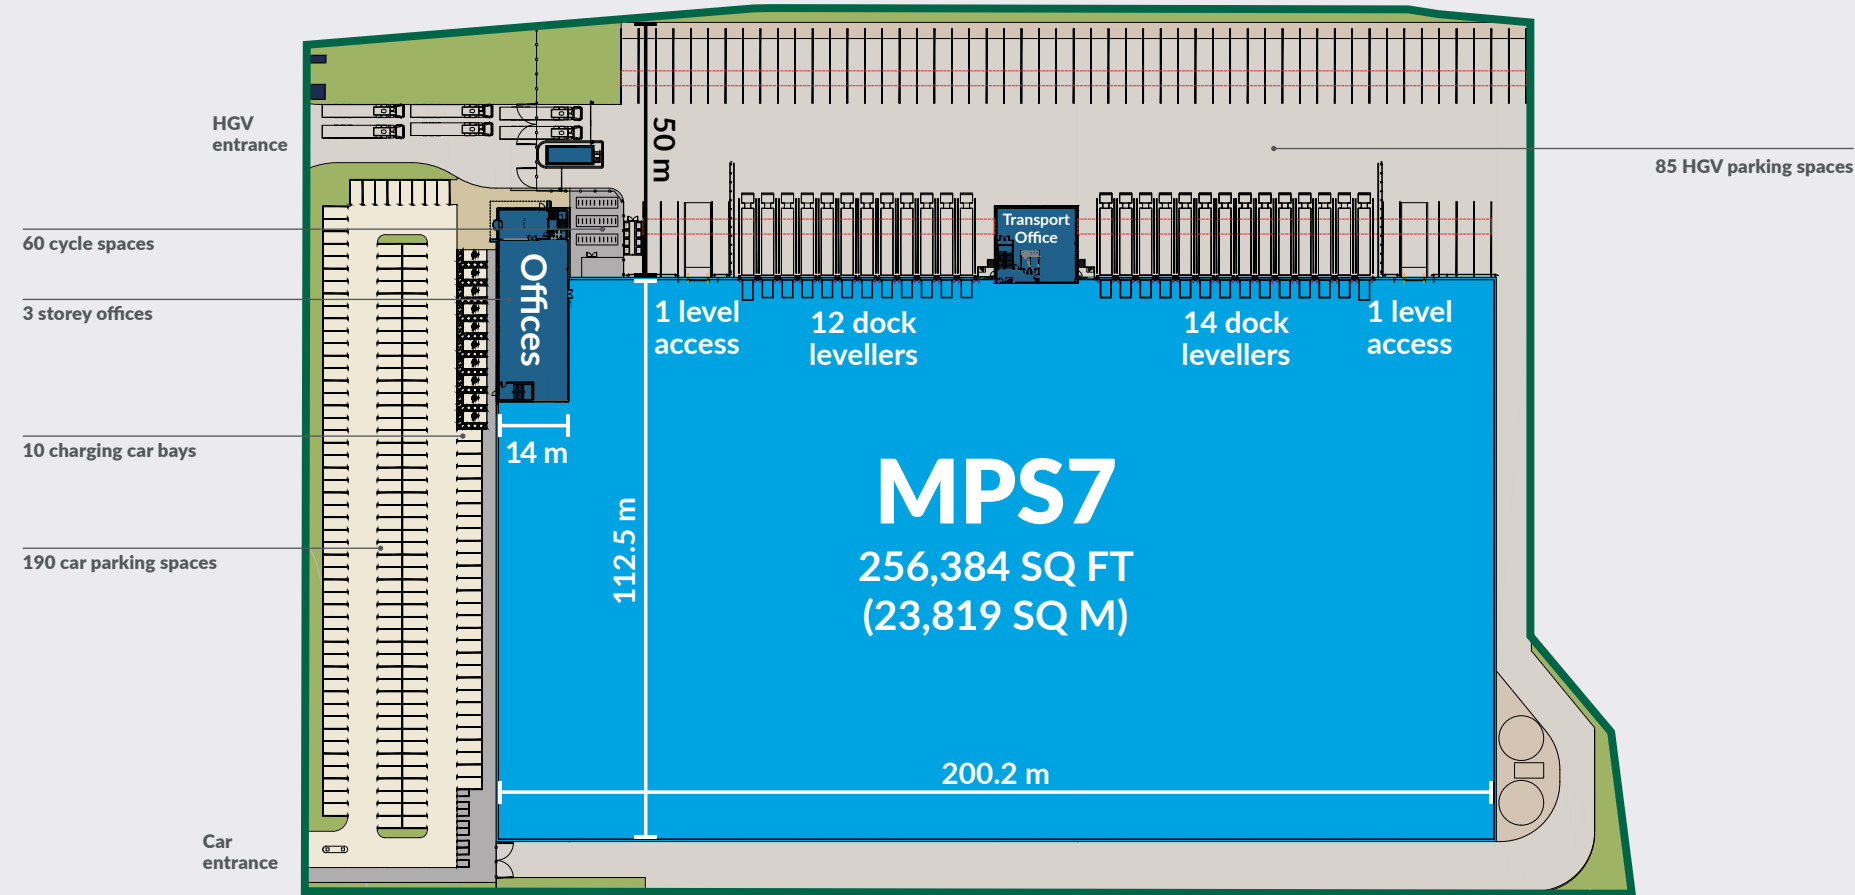 HGV
entrance
50 m
85 HGV parking spaces
60 cycle spaces
Transport
Office
3 storey offices
Offices
1 level
access
12 dock
levellers
14 dock
levellers
1 level
access
10 charging car bays
14 m
MPS7
112.5 m
256,384 SQ FT
(23,819 SQ M)
190 car parking spaces
200.2 m
Car
entrance